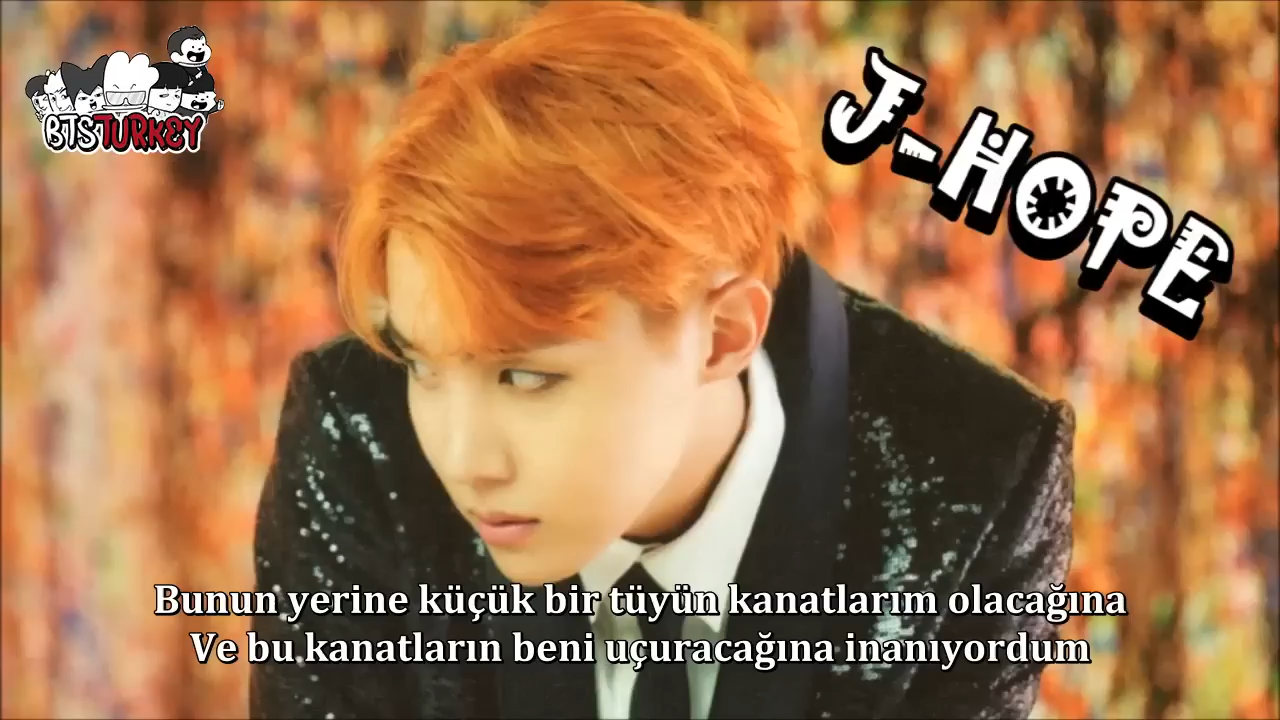 BTSTURKEY
J-HOPE
Bunun yerine küçük bir tüyün kanatlarım olacağına
Ve bu kanatların beni uçuracağına inanıyordum